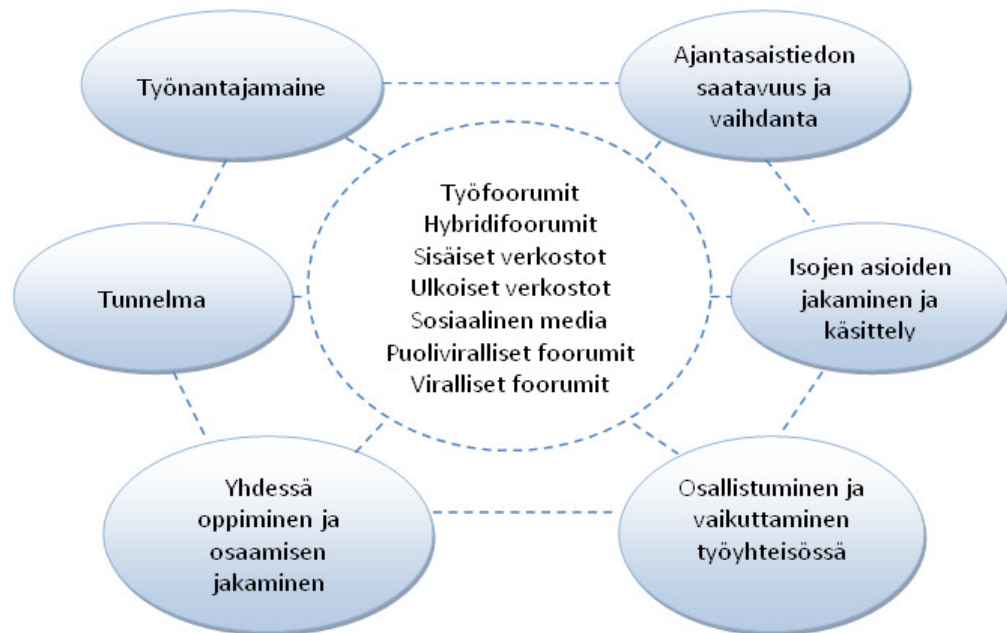 Työnantajamaine
Ajantasaistiedon
saatavuus ja
vaihdanta
Työfoorumit
Hybridifoorumit
Sisäiset verkostot
Ulkoiset verkostot
Sosiaalinen media
Puoliviralliset foorumit
Viralliset foorumit
Tunnelma
Isojen asioiden
jakaminen ja
käsittely
Yhdessä
oppiminen ja
osaamisen
jakaminen
Osallistuminen ja
vaikuttaminen
työyhteisössä